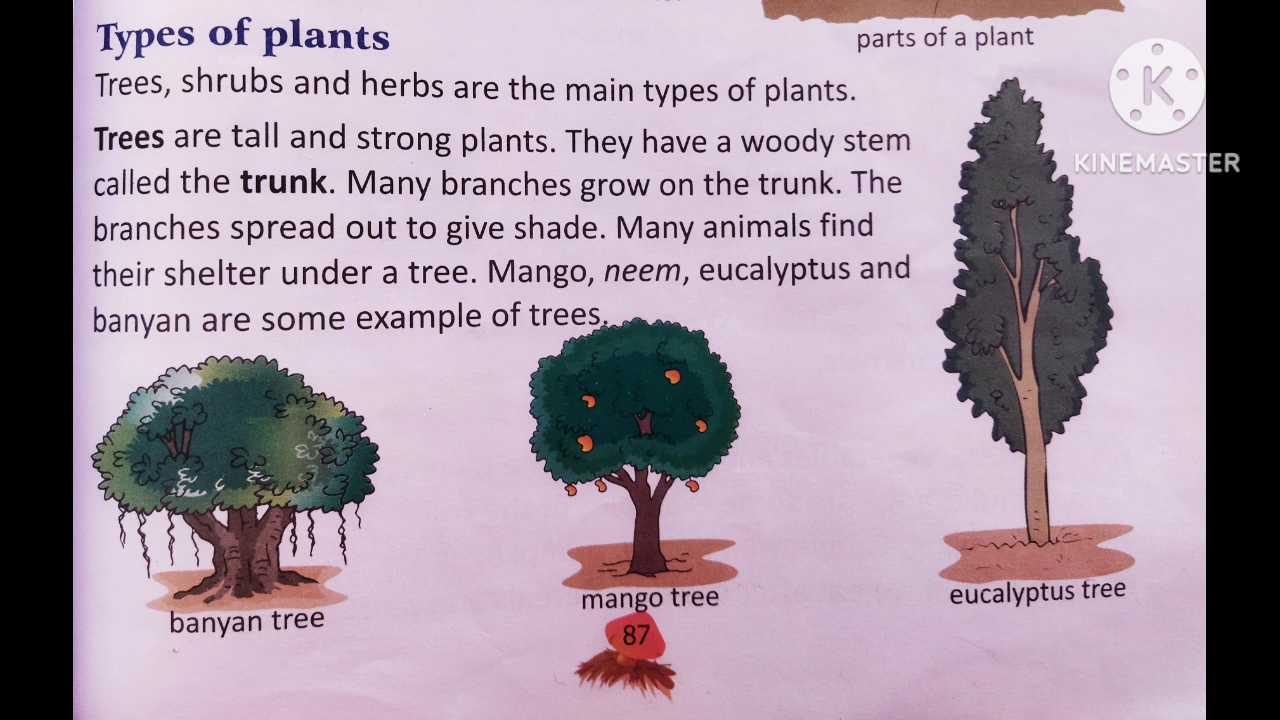 Types of plants
parts of a plant
Trees, shrubs and herbs are the main types of plants.
Trees are tall and strong plants. They have a woody stem
called the trunk. Many branches grow on the trunk. The
branches spread out to give shade. Many animals find
their shelter under a tree. Mango, neem, eucalyptus and
banyan are some example of trees.
banyan tree
mango tree
eucalyptus tree
87
K
KINEMASTER